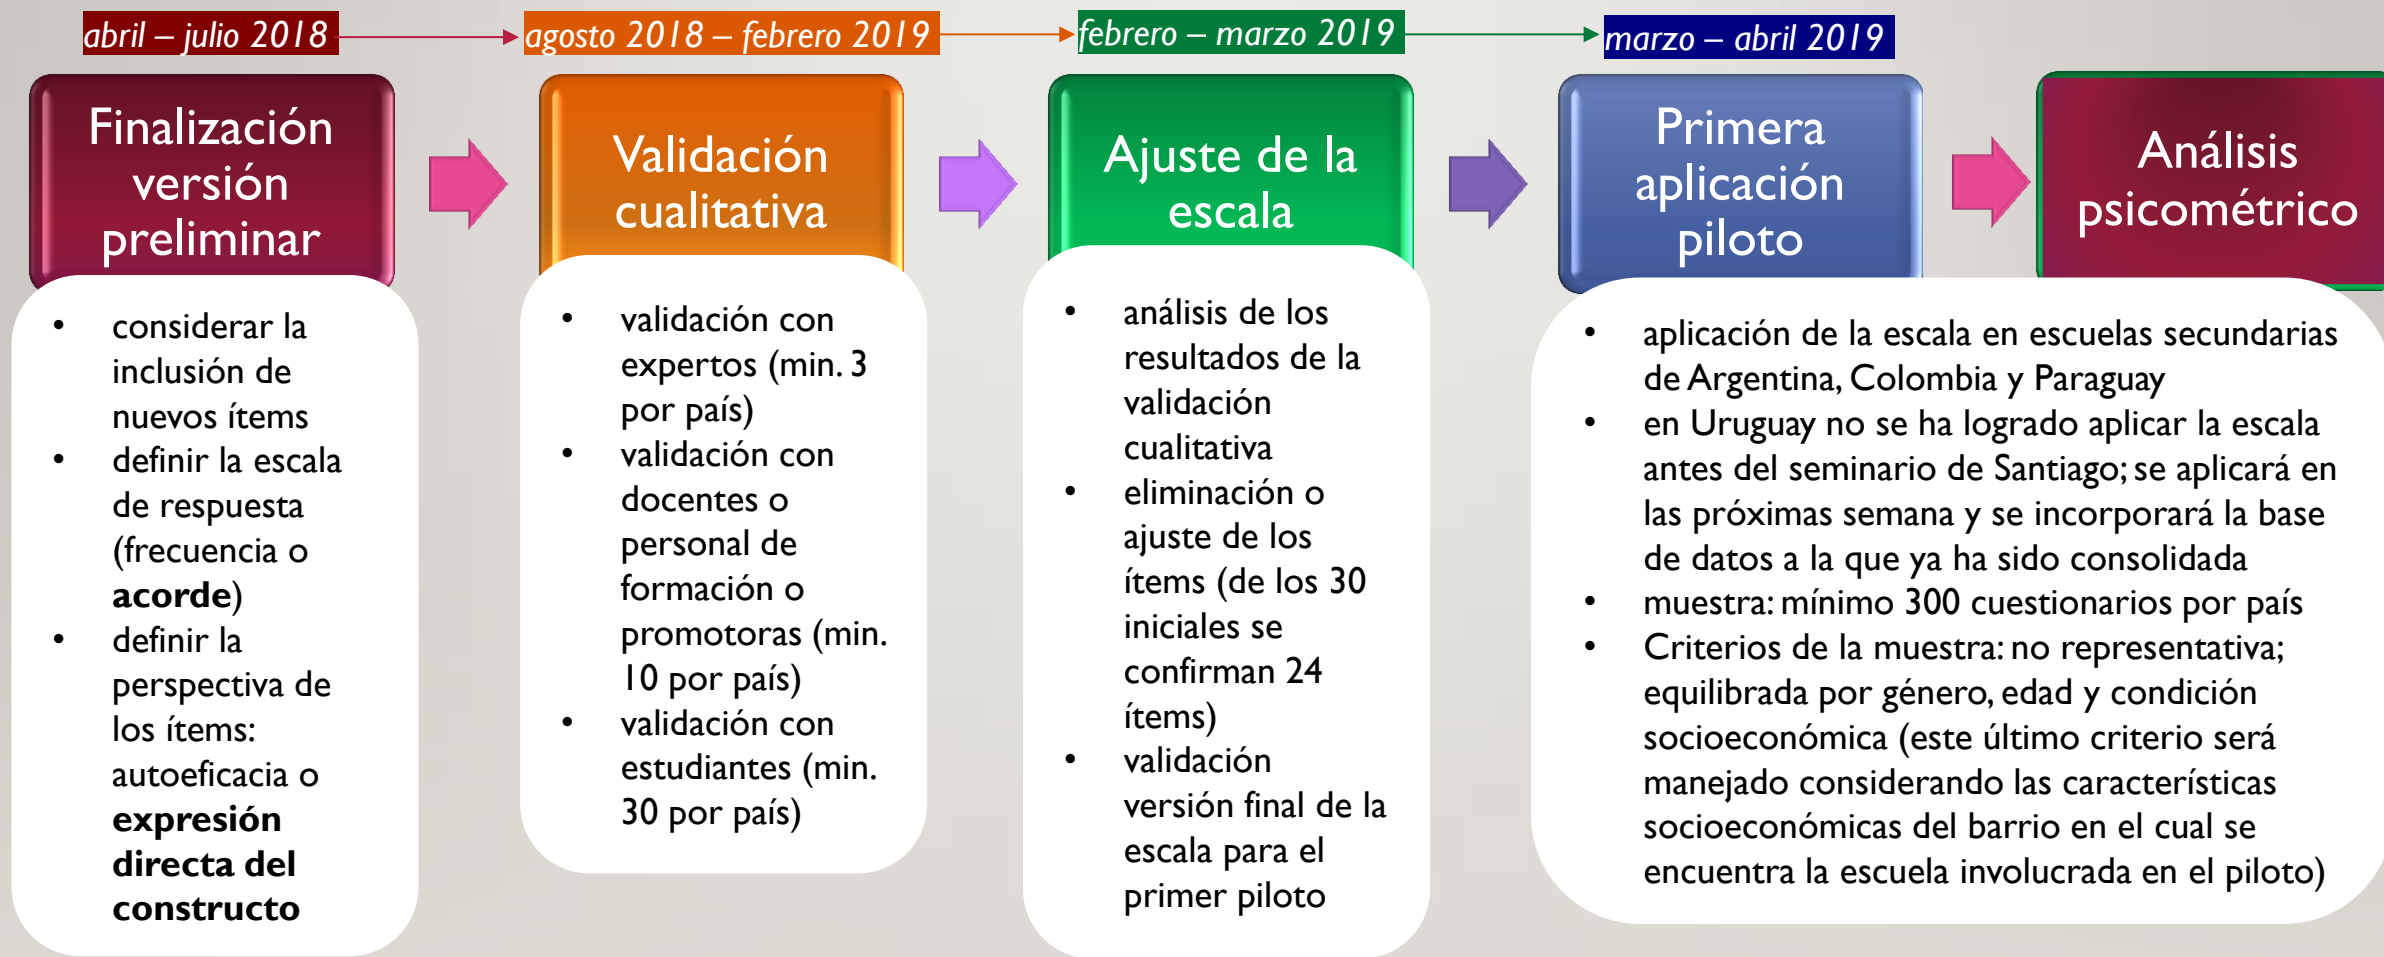 abril – julio 2018
agosto 2018 – febrero 2019
febrero – marzo 2019
marzo – abril 2019
Finalización
versión
preliminar
Validación
cualitativa
Ajuste de la
escala
Primera
aplicación
piloto
Análisis
psicométrico
• considerar la
inclusión de
nuevos ítems
• definir la escala
de respuesta
(frecuencia o
acorde)
• definir la
perspectiva de
los ítems:
autoeficacia o
expresión
directa del
constructo
• validación con
expertos (min. 3
por país)
• validación con
docentes o
personal de
formación o
promotoras (min.
10 por país)
• validación con
estudiantes (min.
30 por país)
• análisis de los
resultados de la
validación
cualitativa
• eliminación o
ajuste de los
ítems (de los 30
iniciales se
confirman 24
ítems)
• validación
versión final de la
escala para el
primer piloto
• aplicación de la escala en escuelas secundarias
de Argentina, Colombia y Paraguay
• en Uruguay no se ha logrado aplicar la escala
antes del seminario de Santiago; se aplicará en
las próximas semana y se incorporará la base
de datos a la que ya ha sido consolidada
• muestra: mínimo 300 cuestionarios por país
• Criterios de la muestra: no representativa;
equilibrada por género, edad y condición
socioeconómica (este último criterio será
manejado considerando las características
socioeconómicas del barrio en el cual se
encuentra la escuela involucrada en el piloto)